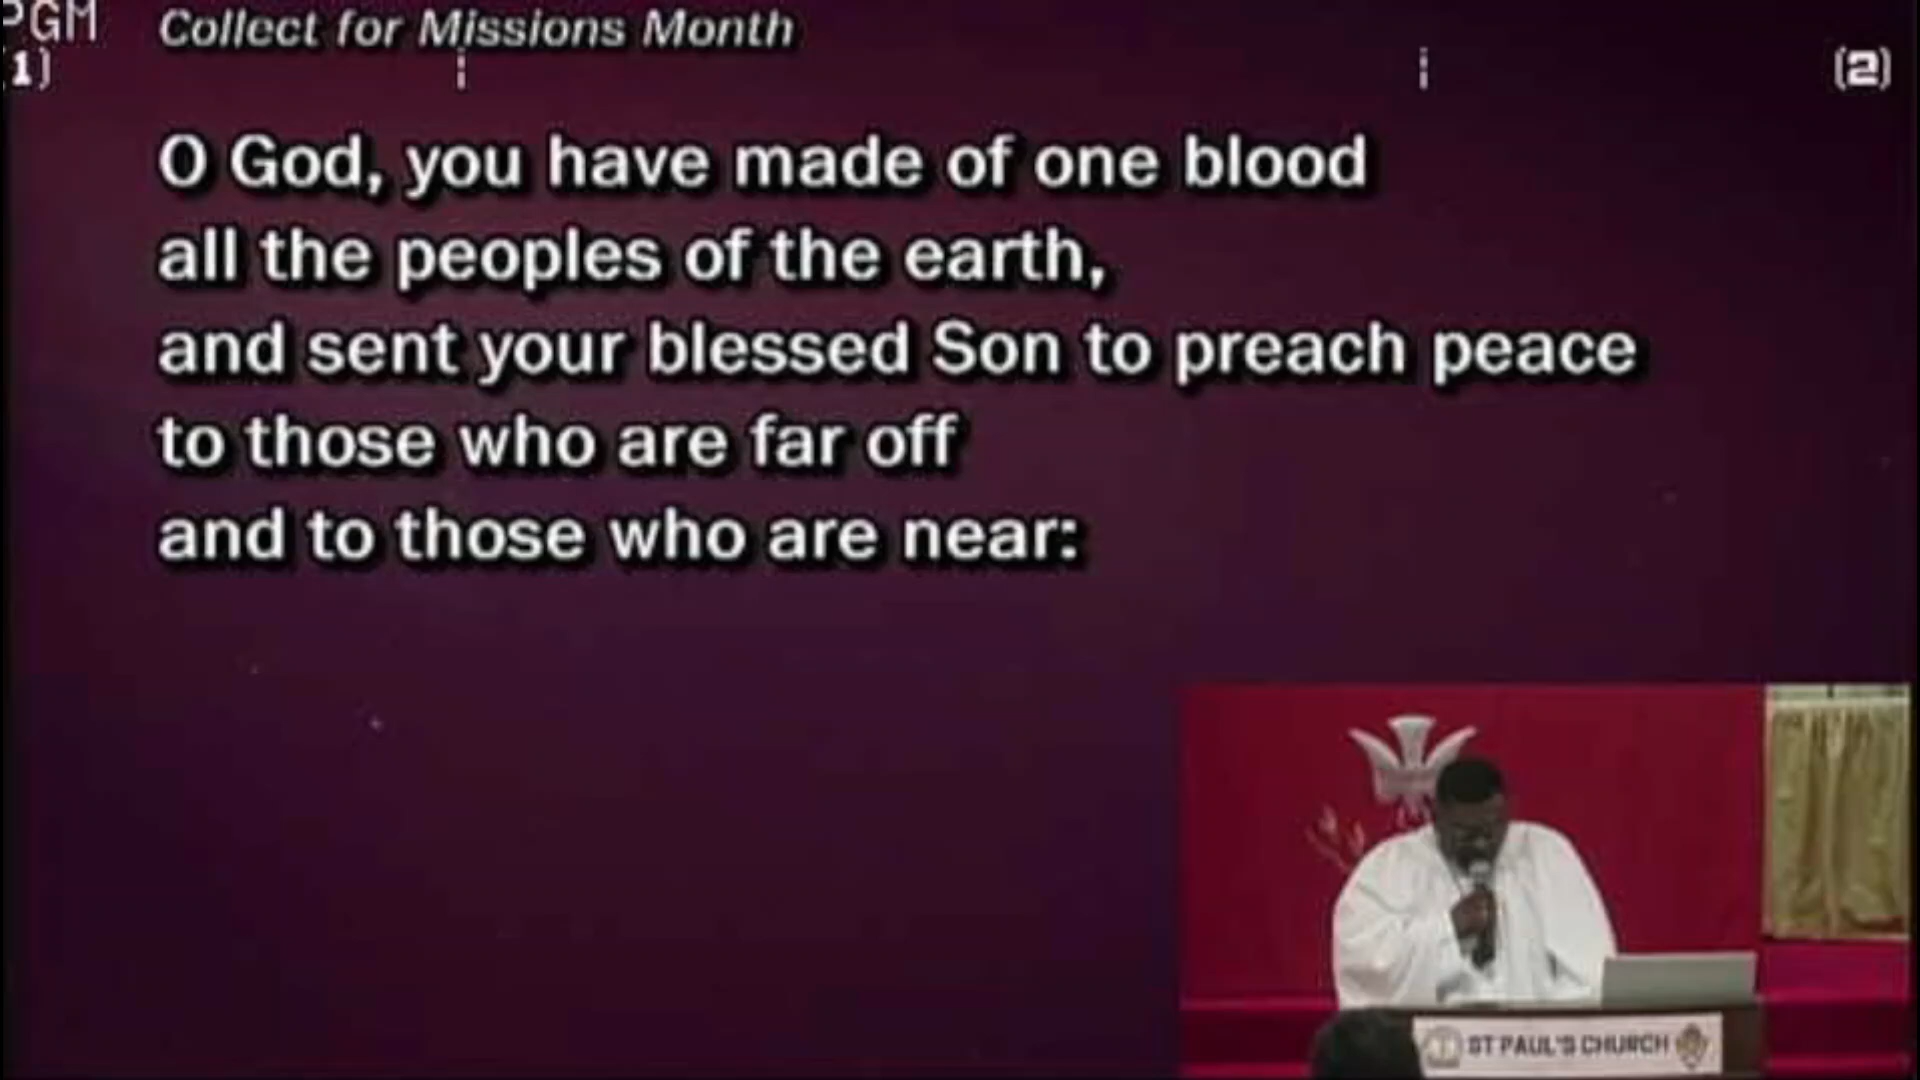 PGM
Collect for Missions Month
1)
(2)
O God, you have made of one blood
all the peoples of the earth,
and sent your blessed Son to preach peace
to those who are far off
and to those who are near:
ST PAUL'S CHURCH